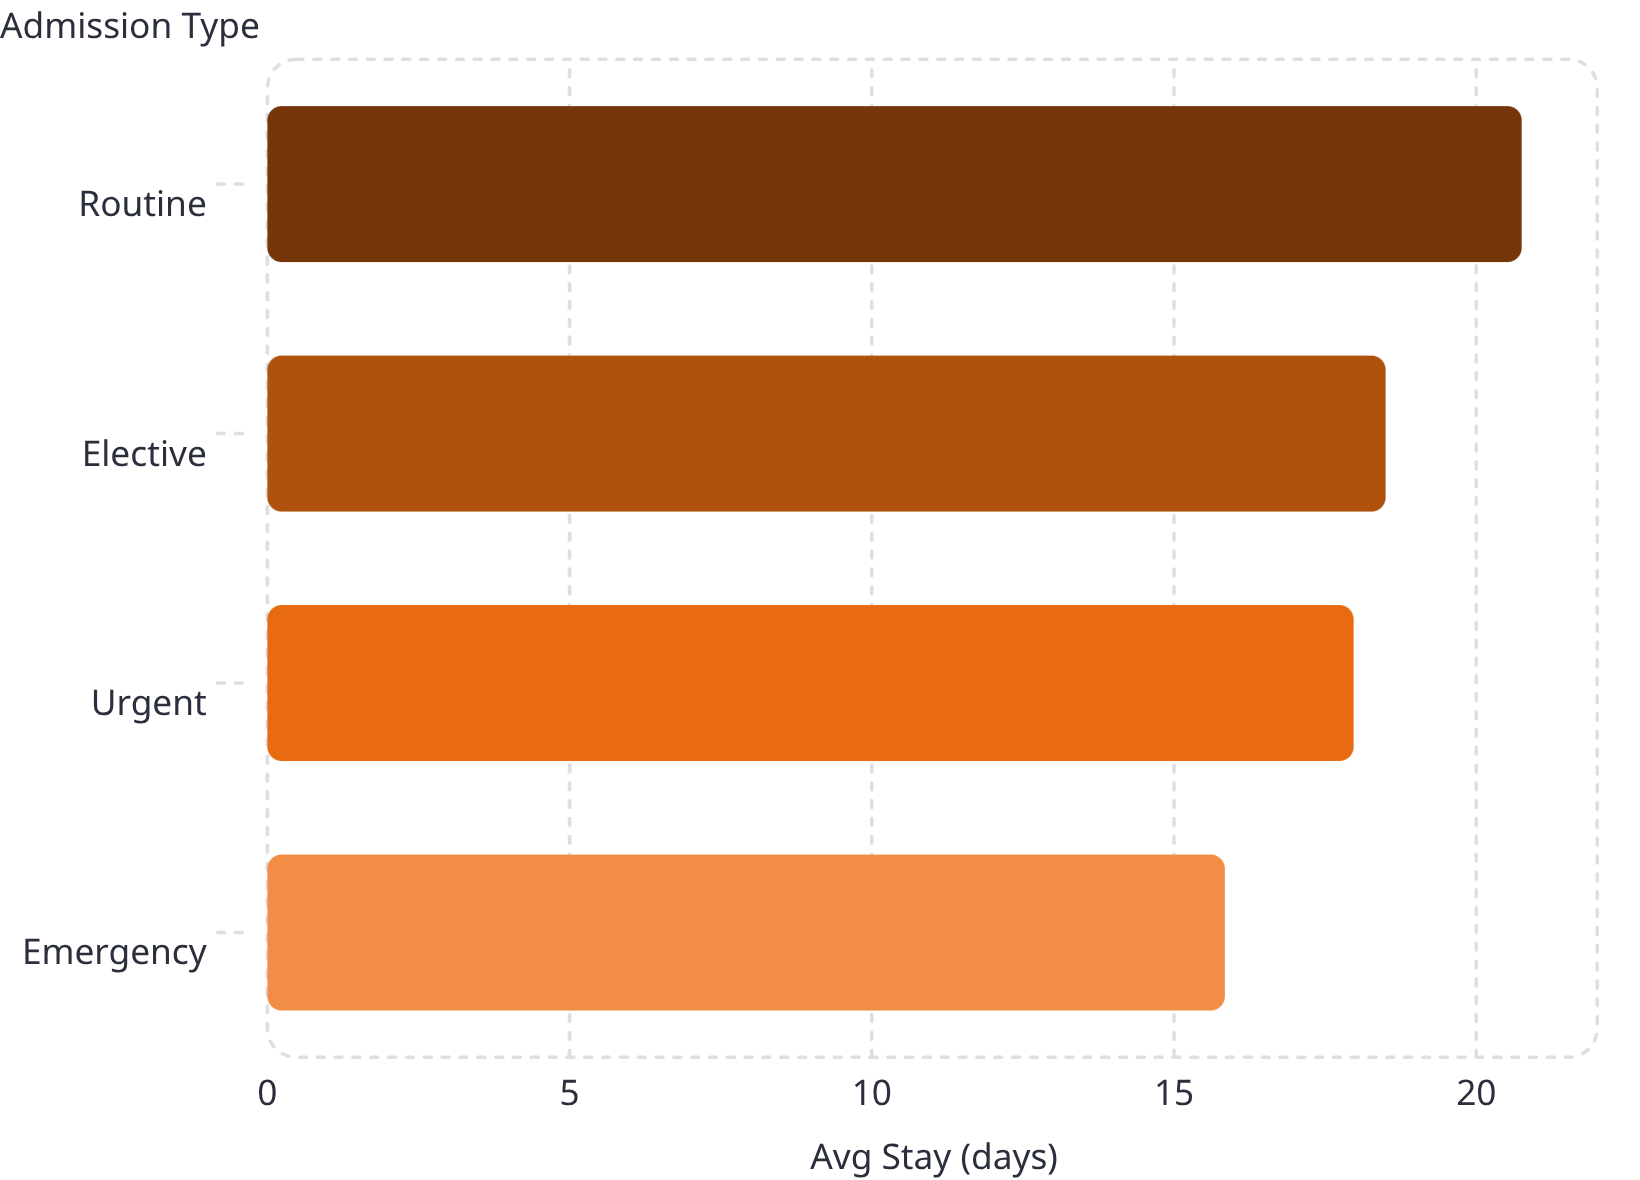 Admission Type
Routine
Elective
Urgent
Emergency
0 5 10 15 20
Avg Stay (days)